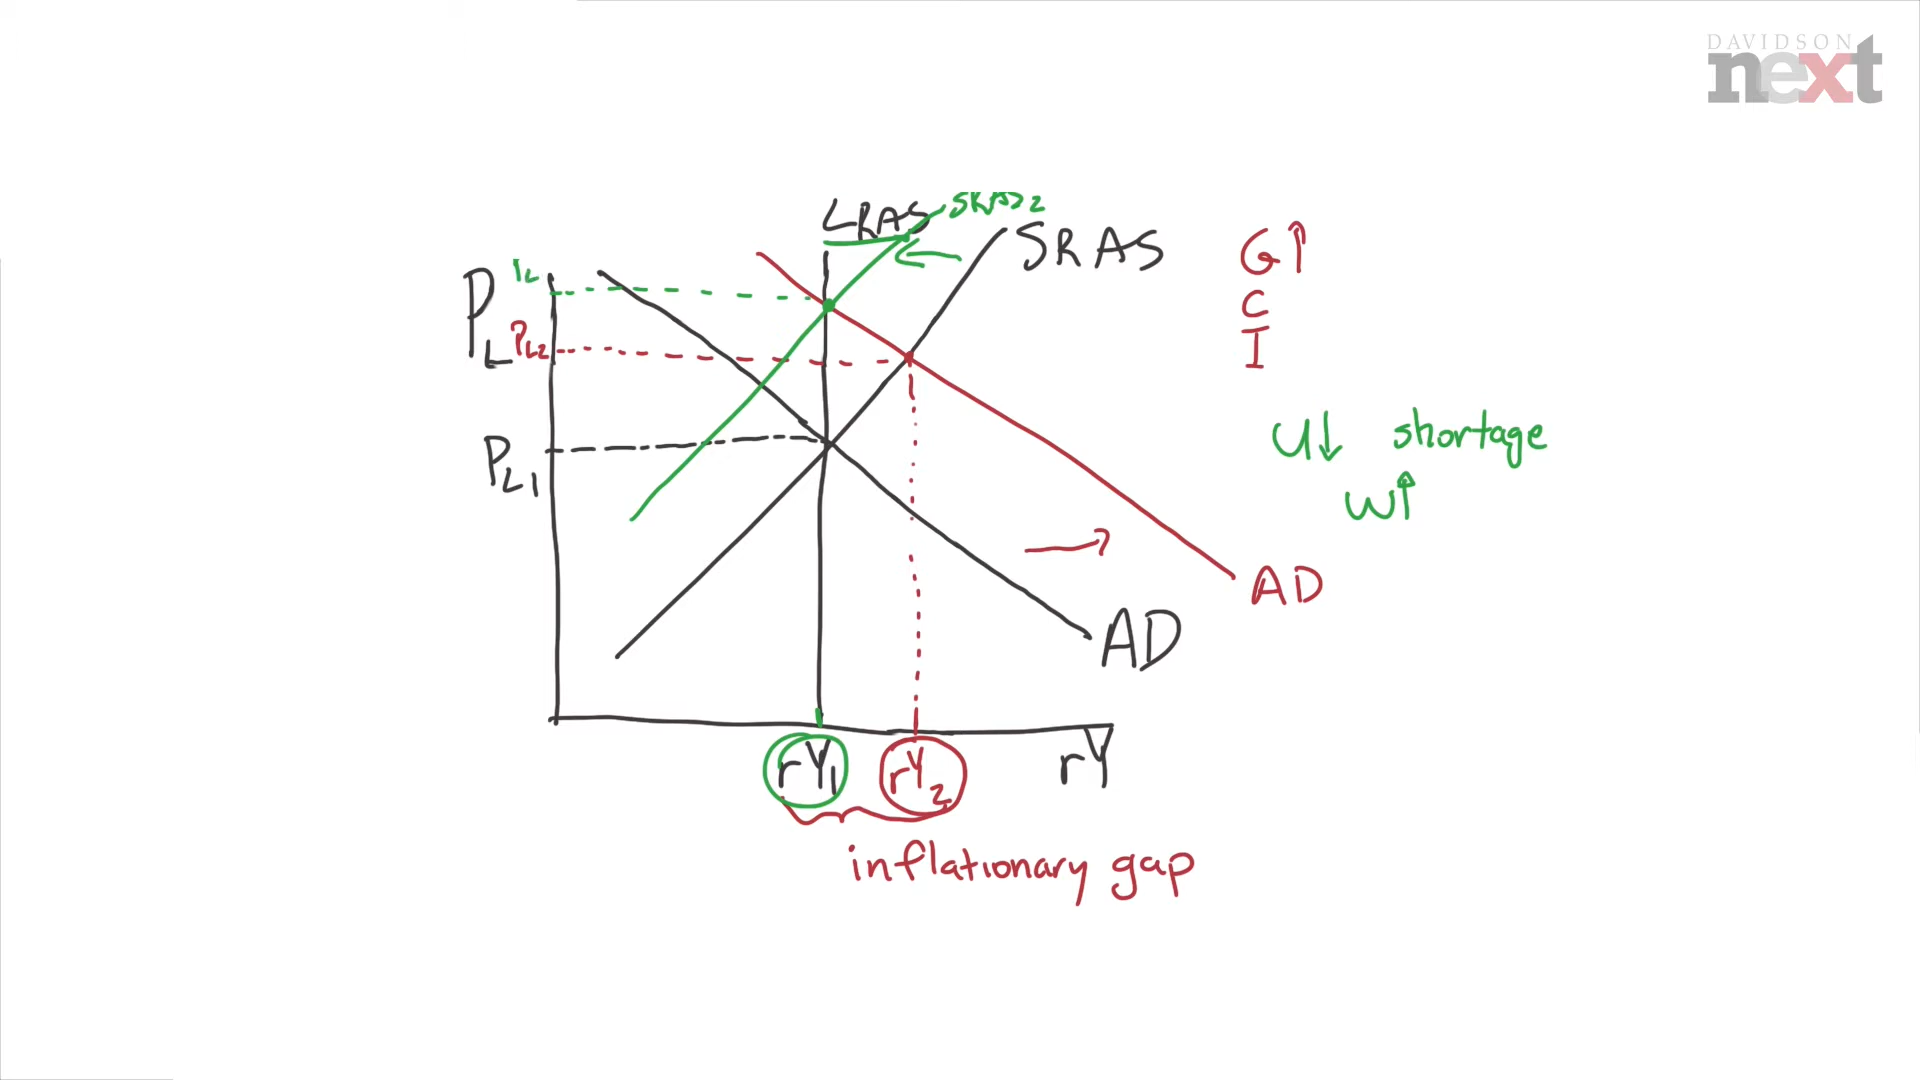 DAVIDSON
next
LRAS
SRAS2
SRAS
G↑
C
I
PL
PL2
PL1
U↓ shortage
W↑
AD
AD
rY1
rY2
rY
inflationary gap